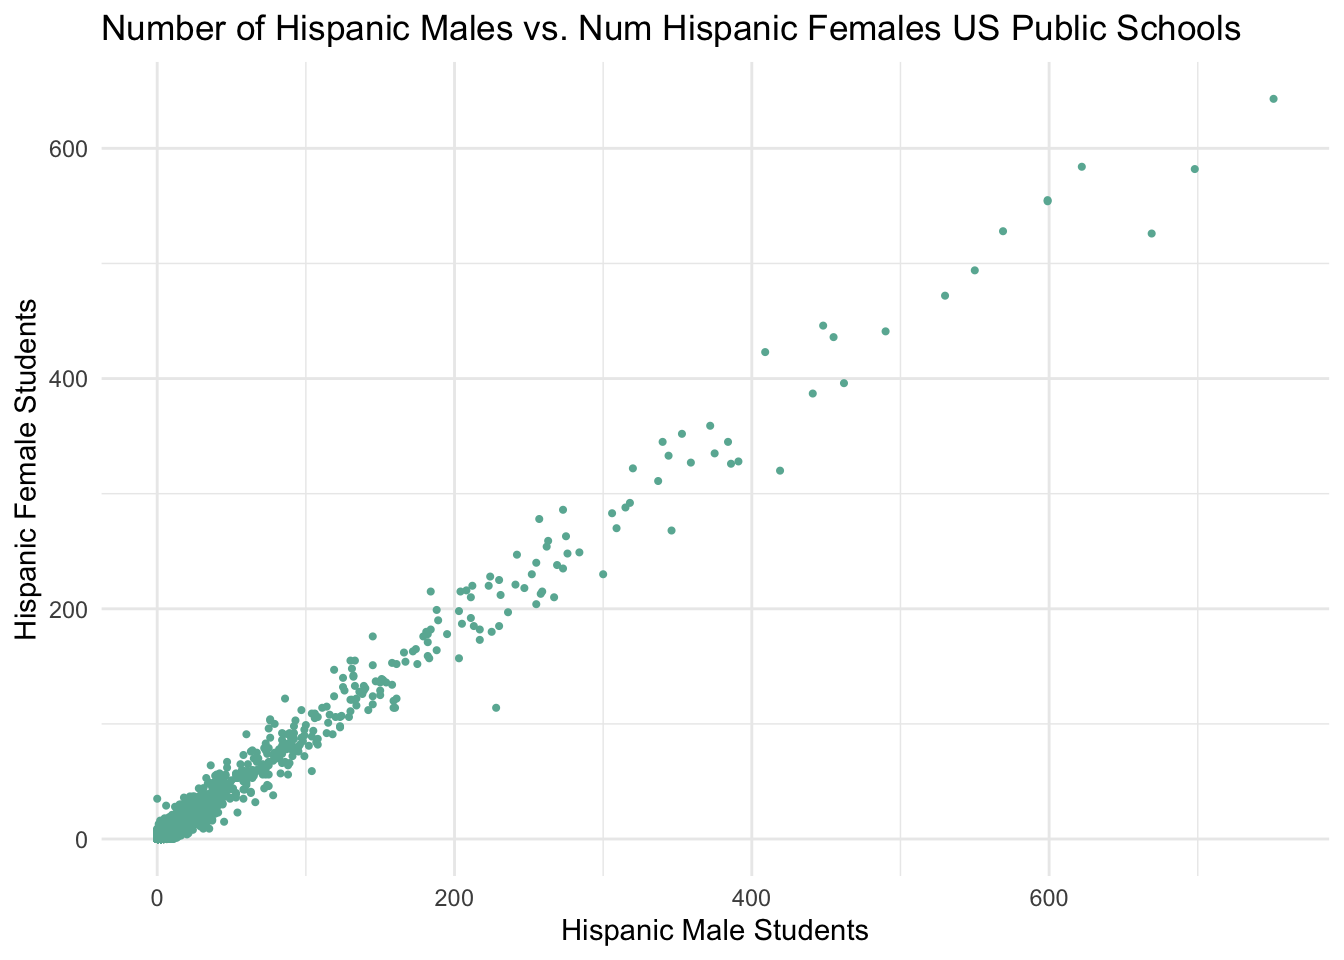 Number of Hispanic Males vs. Num Hispanic Females US Public Schools
600
400
200
0
Hispanic Female Students
0 200 400 600
Hispanic Male Students